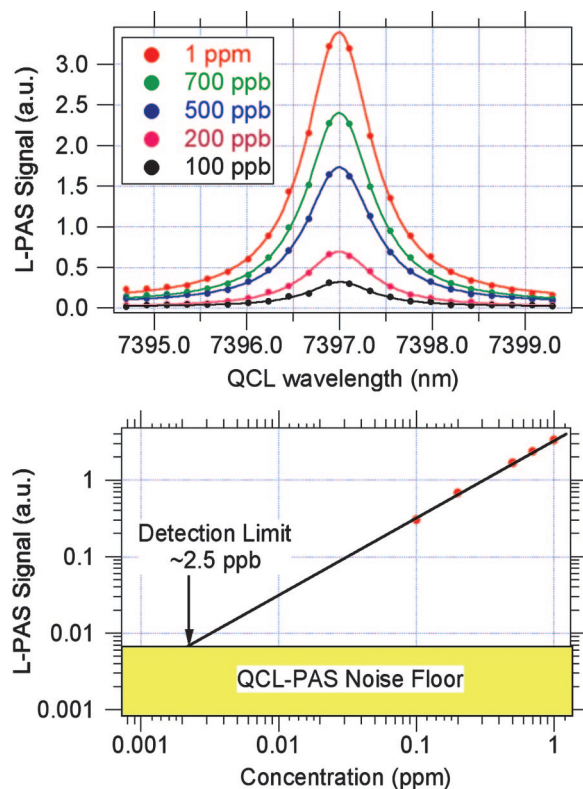 L-PAS Signal (a.u.)
3.0
2.5
2.0
1.5
1.0
0.5
0.0
1 ppm
700 ppb
500 ppb
200 ppb
100 ppb
7395.0 7396.0 7397.0 7398.0 7399.0
QCL wavelength (nm)
L-PAS Signal (a.u.)
1
0.1
0.01
0.001
Detection Limit
~2.5 ppb
QCL-PAS Noise Floor
0.001 0.01 0.1 1
Concentration (ppm)